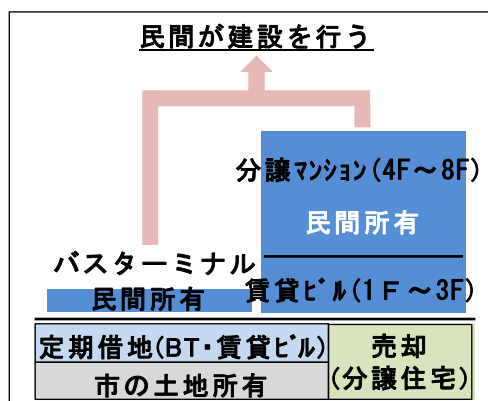 民間が建設を行う
分譲ﾏﾝｼｮﾝ(4F～8F)
民間所有
バスターミナル
民間所有
賃貸ﾋﾞﾙ(1F～3F)
定期借地(BT・賃貸ﾋﾞﾙ)
市の土地所有
売却
(分譲住宅)